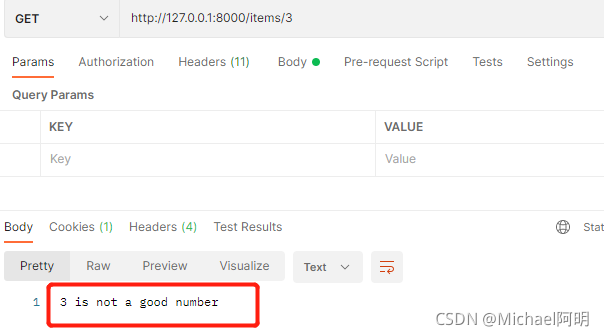 GET http://127.0.0.1:8000/items/3
Params Authorization Headers (11) Body Pre-request Script Tests Settings
Query Params
KEY VALUE
Key Value
Body Cookies (1) Headers (4) Test Results Stat
Pretty Raw Preview Visualize Text
1 3 is not a good number
CSDN @Michael阿明